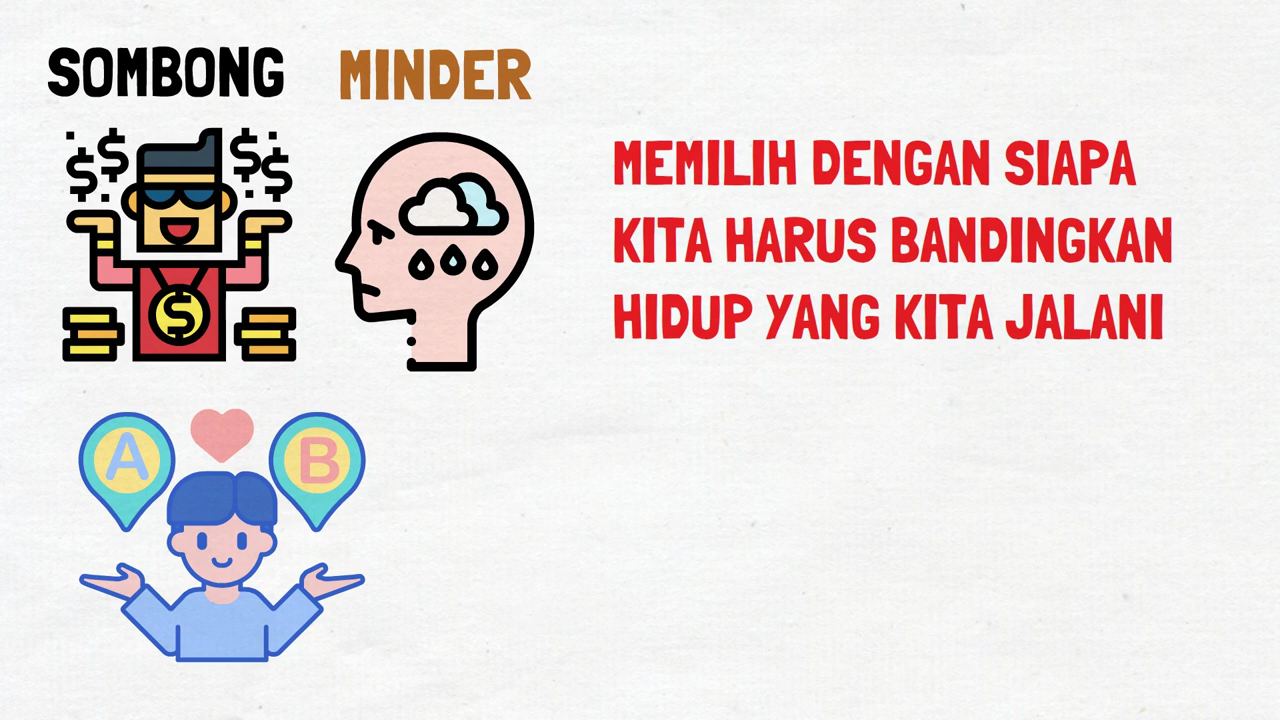 SOMBONG
MINDER
MEMILIH DENGAN SIAPA
KITA HARUS BANDINGKAN
HIDUP YANG KITA JALANI
A
B